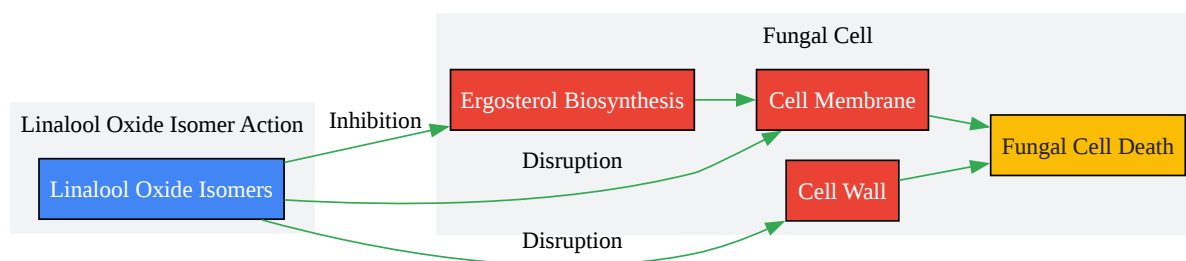 Fungal Cell
Ergosterol Biosynthesis
Cell Membrane
Linalool Oxide Isomer Action
Inhibition
Fungal Cell Death
Disruption
Linalool Oxide Isomers
Cell Wall
Disruption